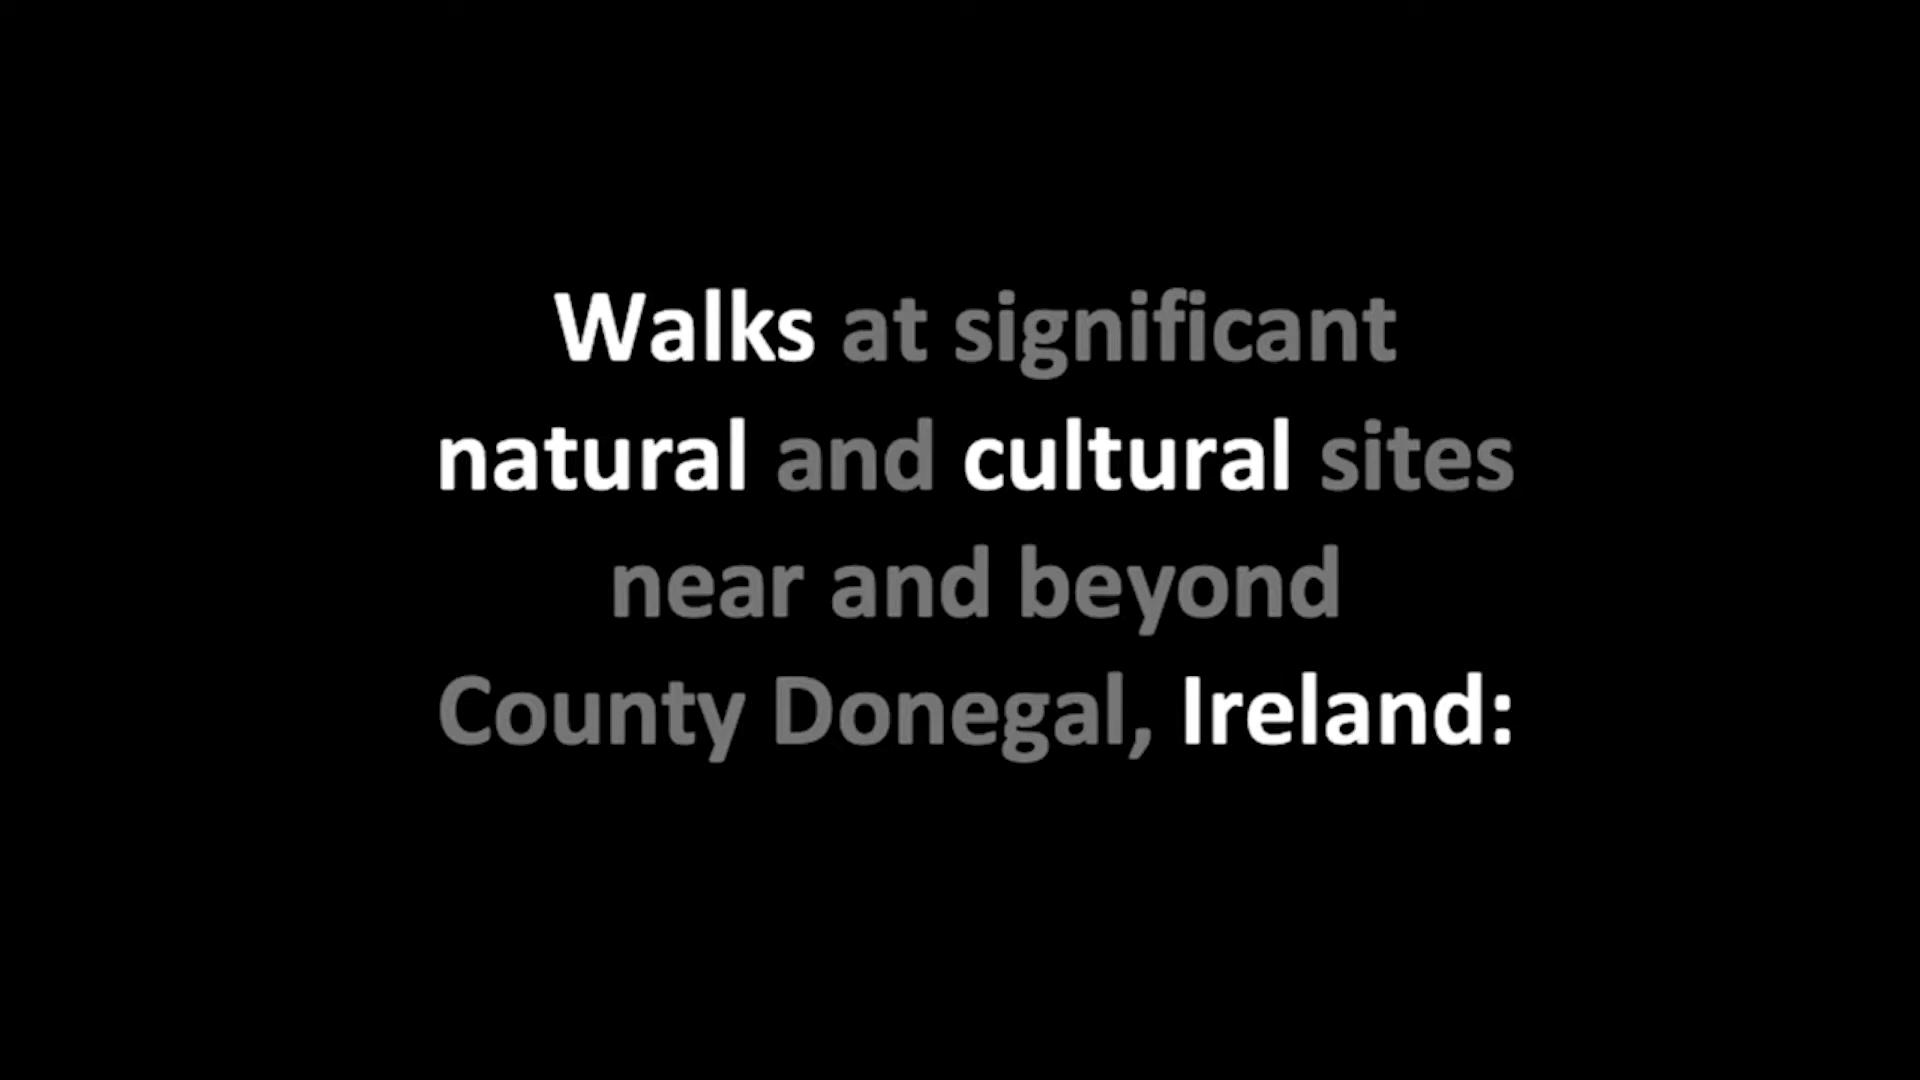 Walks at significant
natural and cultural sites
near and beyond
County Donegal, Ireland: